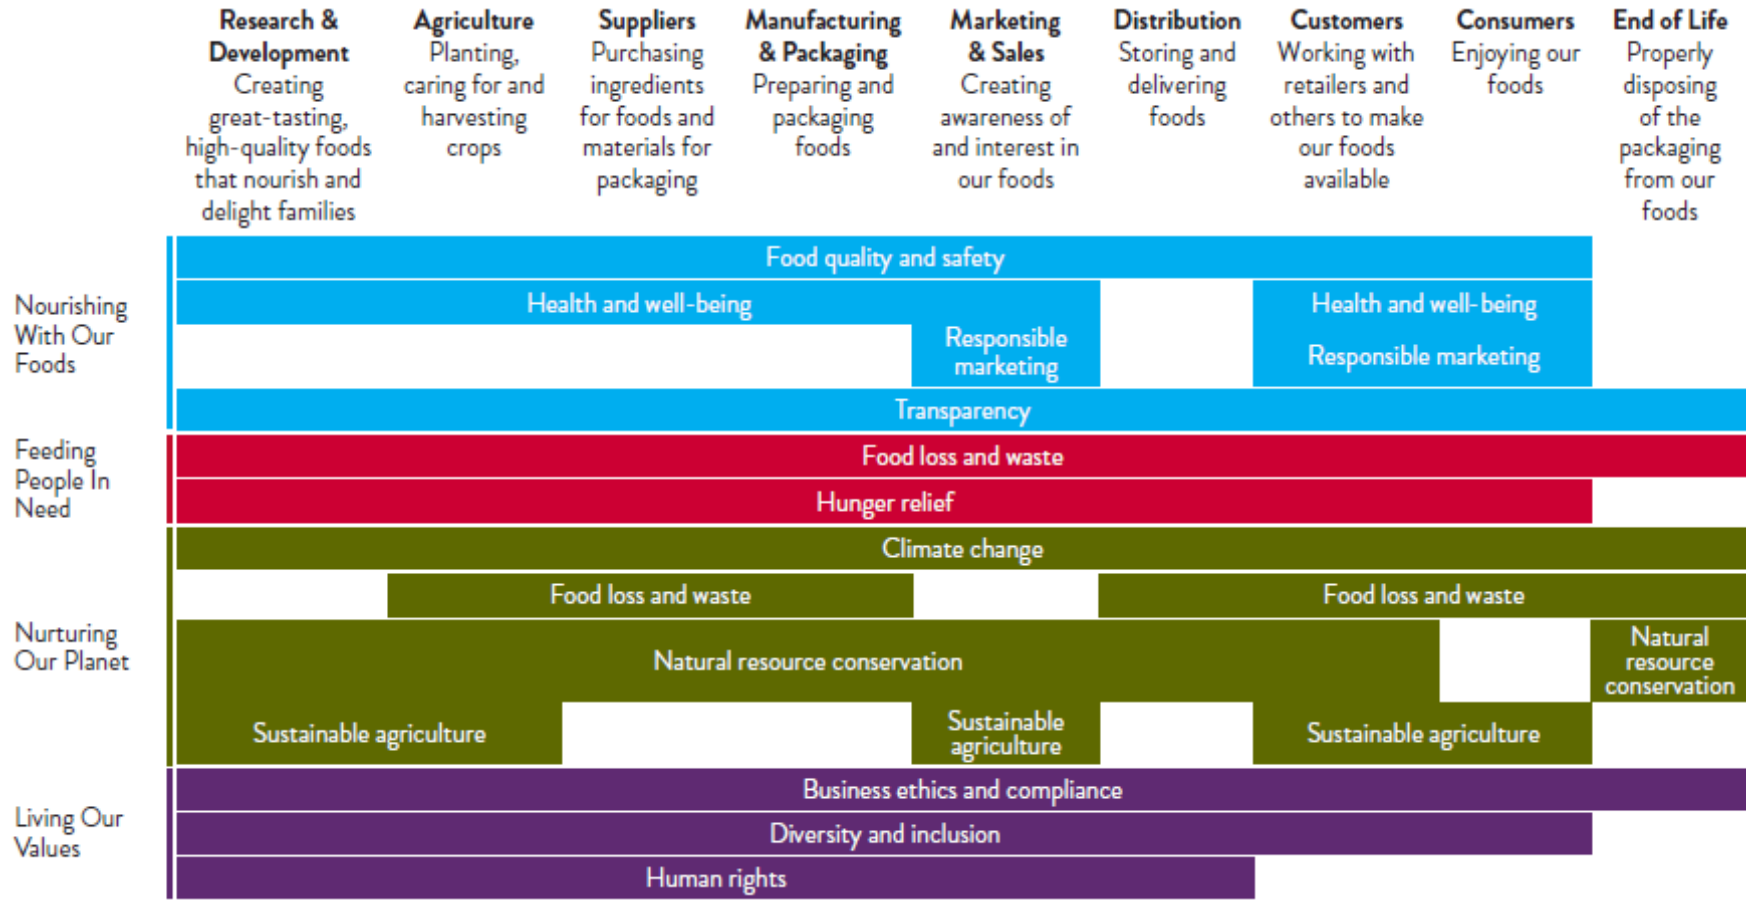 Research &
Development
Creating
great-tasting,
high-quality foods
that nourish and
delight families
Agriculture
Planting,
caring for and
harvesting
crops
Suppliers
Purchasing
ingredients
for foods and
materials for
packaging
Manufacturing
& Packaging
Preparing and
packaging
foods
Marketing
& Sales
Creating
awareness of
and interest in
our foods
Distribution
Storing and
delivering
foods
Customers
Working with
retailers and
others to make
our foods
available
Consumers
Enjoying our
foods
End of Life
Properly
disposing
of the
packaging
from our
foods
Nourishing
With Our
Foods
Food quality and safety
Health and well-being
Health and well-being
Responsible
marketing
Responsible marketing
Transparency
Feeding
People In
Need
Food loss and waste
Hunger relief
Nurturing
Our Planet
Climate change
Food loss and waste
Food loss and waste
Natural resource conservation
Natural
resource
conservation
Sustainable agriculture
Sustainable
agriculture
Sustainable agriculture
Living Our
Values
Business ethics and compliance
Diversity and inclusion
Human rights